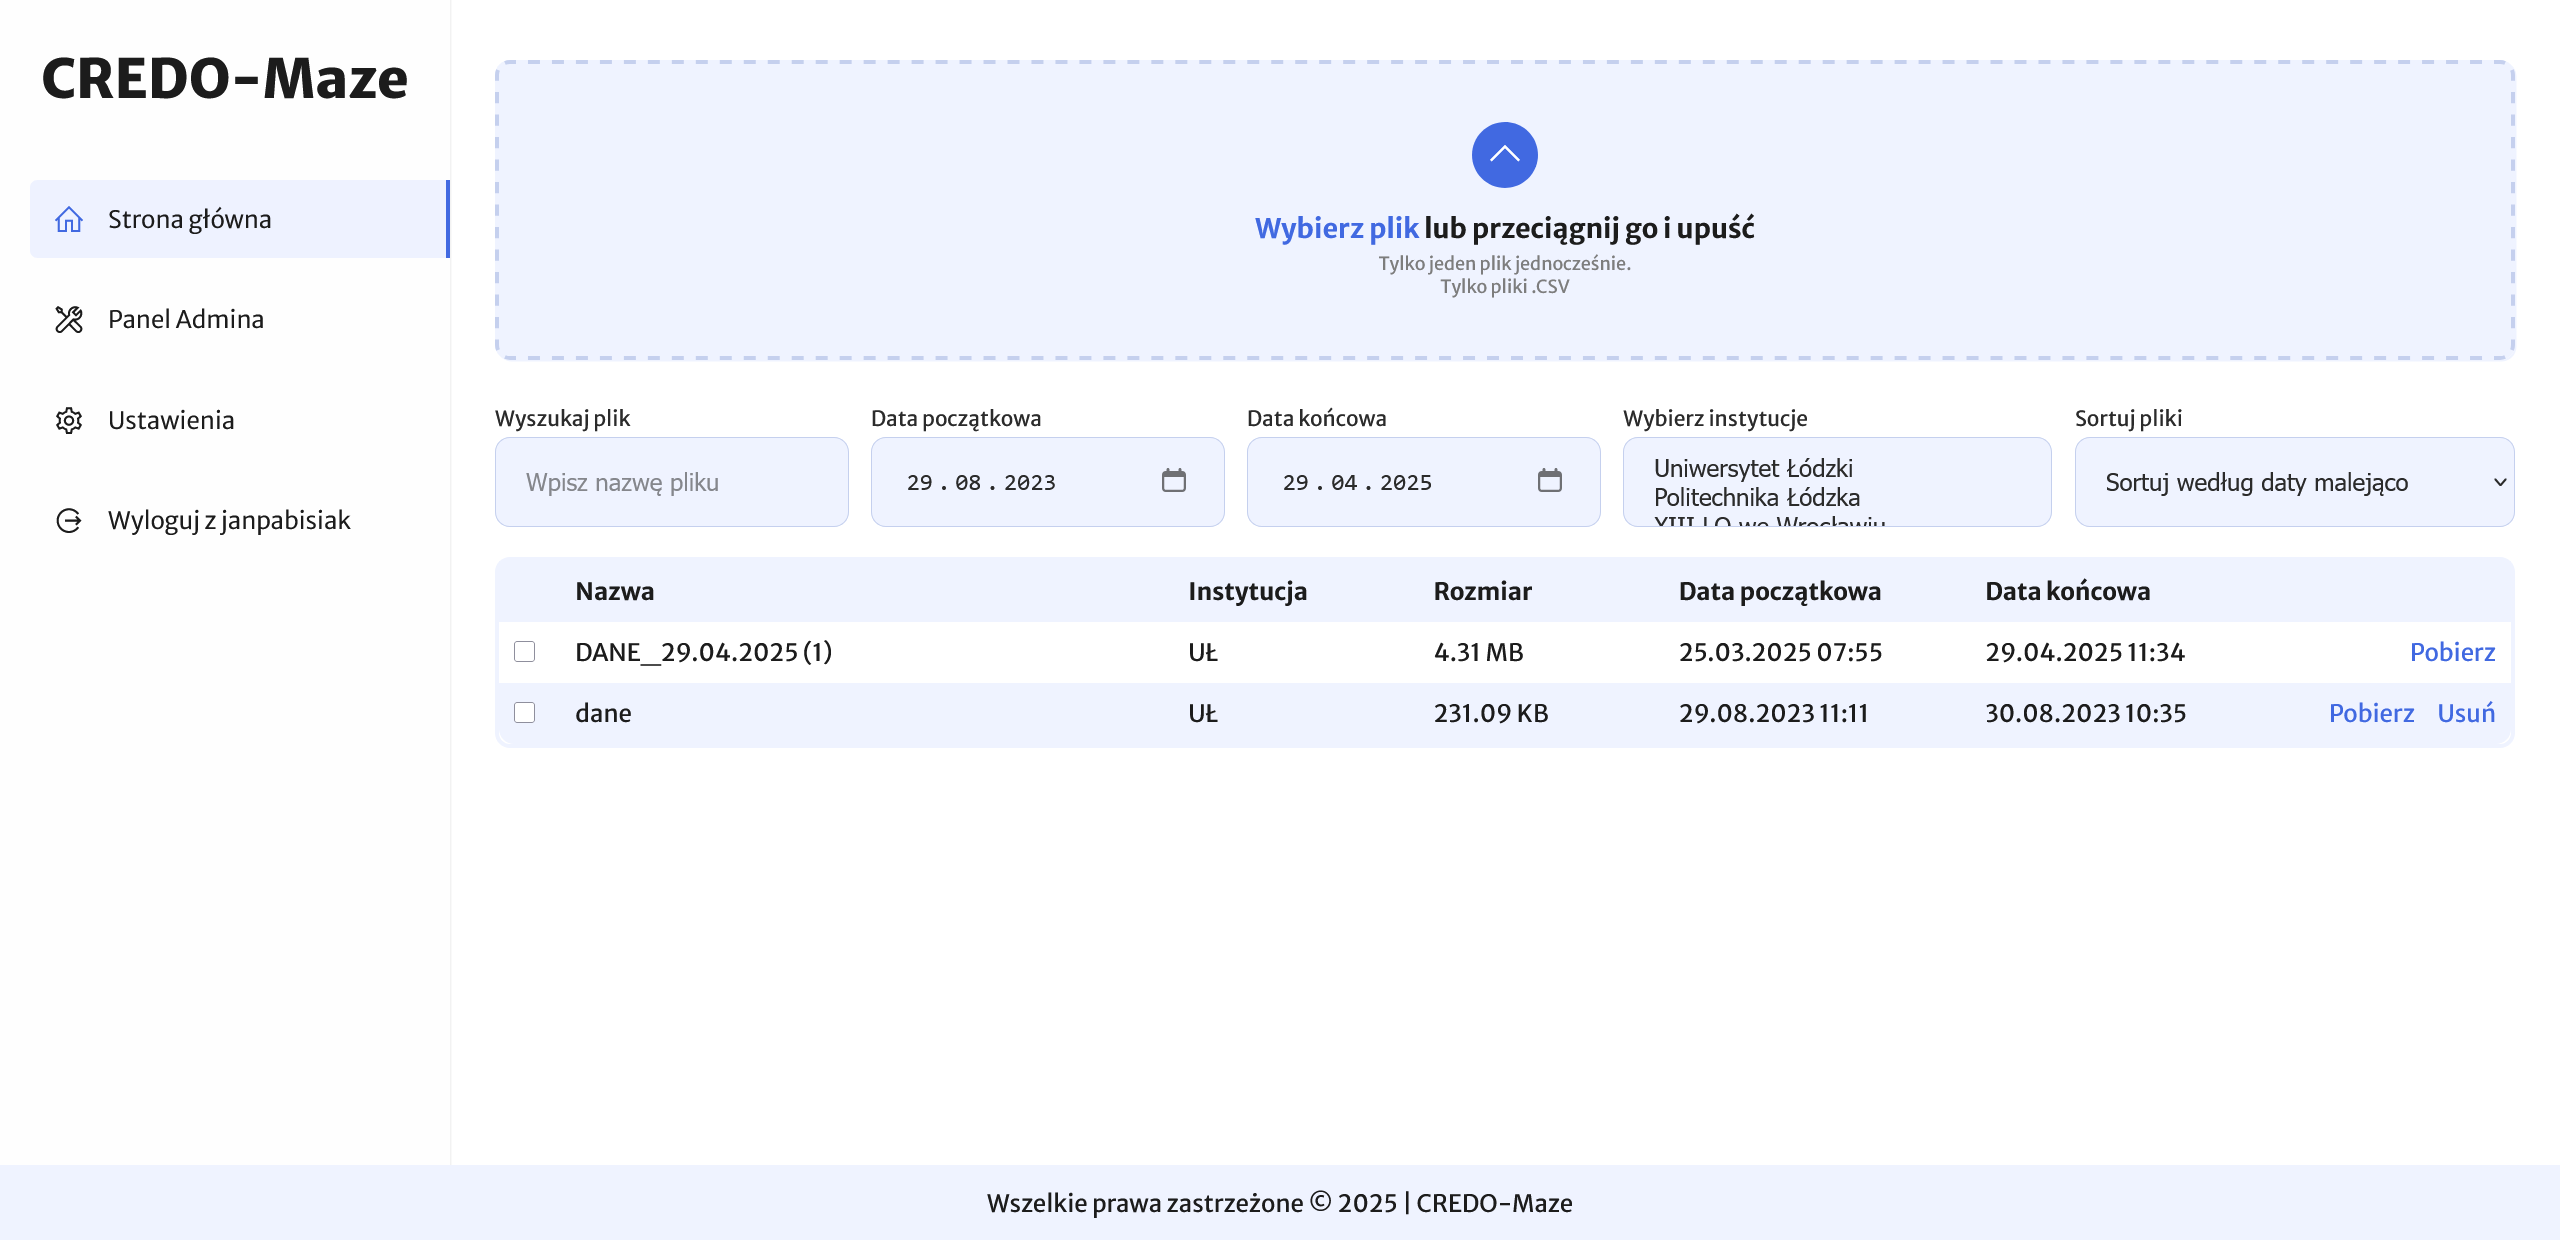 CREDO-Maze
Strona główna
Panel Admina
Ustawienia
Wyloguj z janpabisiak
Wybierz plik lub przeciągnij go i upuść
Tylko jeden plik jednocześnie.
Tylko pliki .CSV
Wyszukaj plik
Wpisz nazwę pliku
Data początkowa
29.08.2023
Data końcowa
29.04.2025
Wybierz instytucje
Uniwersytet Łódzki
Politechnika Łódzka
XIII LO we Wrocławiu
Sortuj pliki
Sortuj według daty malejąco
Nazwa Instytucja Rozmiar Data początkowa Data końcowa
DANE_29.04.2025 (1) UŁ 4.31 MB 25.03.2025 07:55 29.04.2025 11:34 Pobierz
dane UŁ 231.09 KB 29.08.2023 11:11 30.08.2023 10:35 Pobierz Usuń
Wszelkie prawa zastrzeżone © 2025 | CREDO-Maze